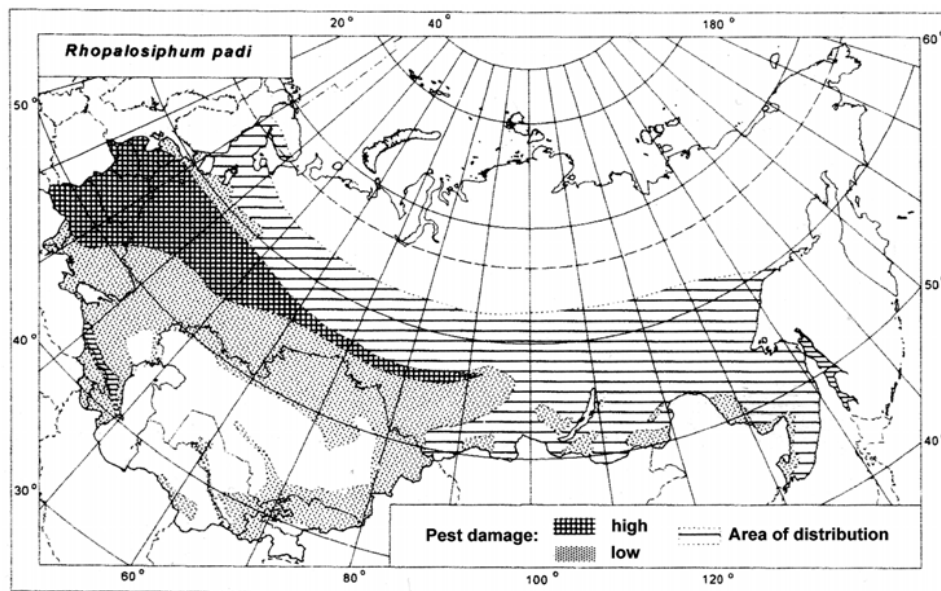 20° 40° 180°
60°
Rhopalosiphum padi
50°
50°
40°
40°
30°
Pest damage: high Area of distribution
low
60° 80° 100° 120°